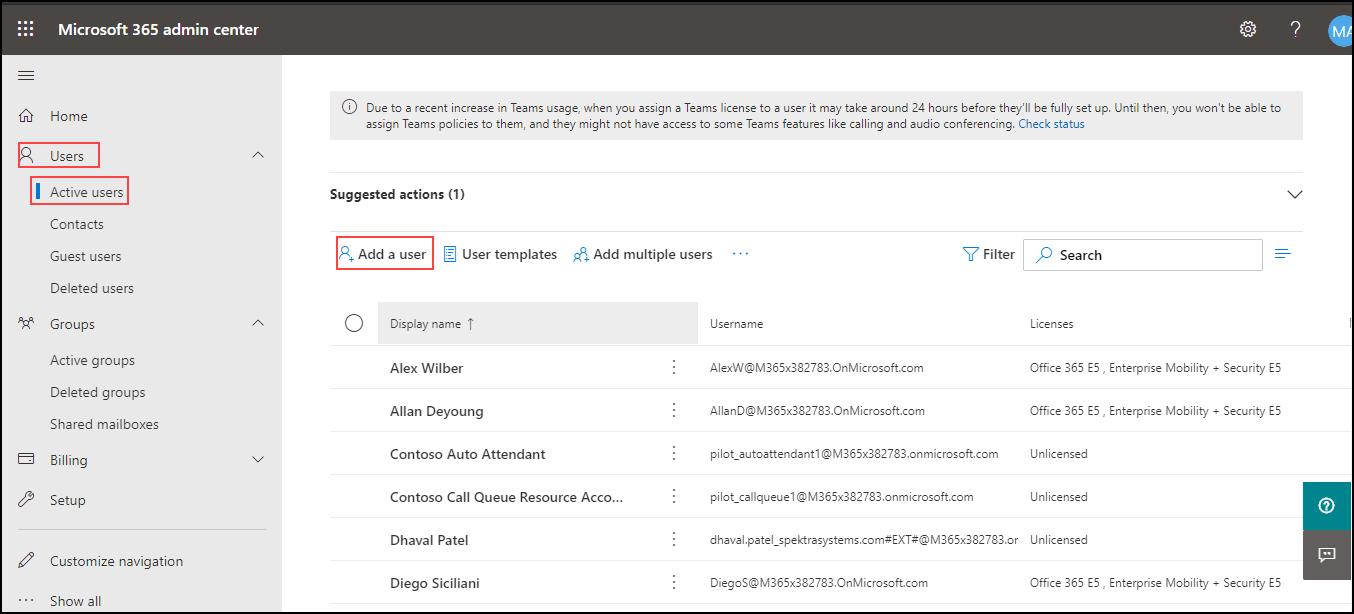 Microsoft 365 admin center
?
MA
Home
Users
Active users
Contacts
Guest users
Deleted users
Groups
Active groups
Deleted groups
Shared mailboxes
Billing
Setup
Customize navigation
Show all
Due to a recent increase in Teams usage, when you assign a Teams license to a user it may take around 24 hours before they'll be fully set up. Until then, you won't be able to
assign Teams policies to them, and they might not have access to some Teams features like calling and audio conferencing. Check status
Suggested actions (1)
Add a user User templates Add multiple users ··· Filter Search
Display name ↑ Username Licenses
Alex Wilber AlexW@M365x382783.OnMicrosoft.com Office 365 E5 , Enterprise Mobility + Security E5
Allan Deyoung AllanD@M365x382783.OnMicrosoft.com Office 365 E5 , Enterprise Mobility + Security E5
Contoso Auto Attendant pilot_autoattendant1@M365x382783.onmicrosoft.com Unlicensed
Contoso Call Queue Resource Acco... pilot_callqueue1@M365x382783.onmicrosoft.com Unlicensed
Dhaval Patel dhaval.patel_spektrasystems.com#EXT#@M365x382783.or Unlicensed
Diego Siciliani DiegoS@M365x382783.OnMicrosoft.com Office 365 E5 , Enterprise Mobility + Security E5